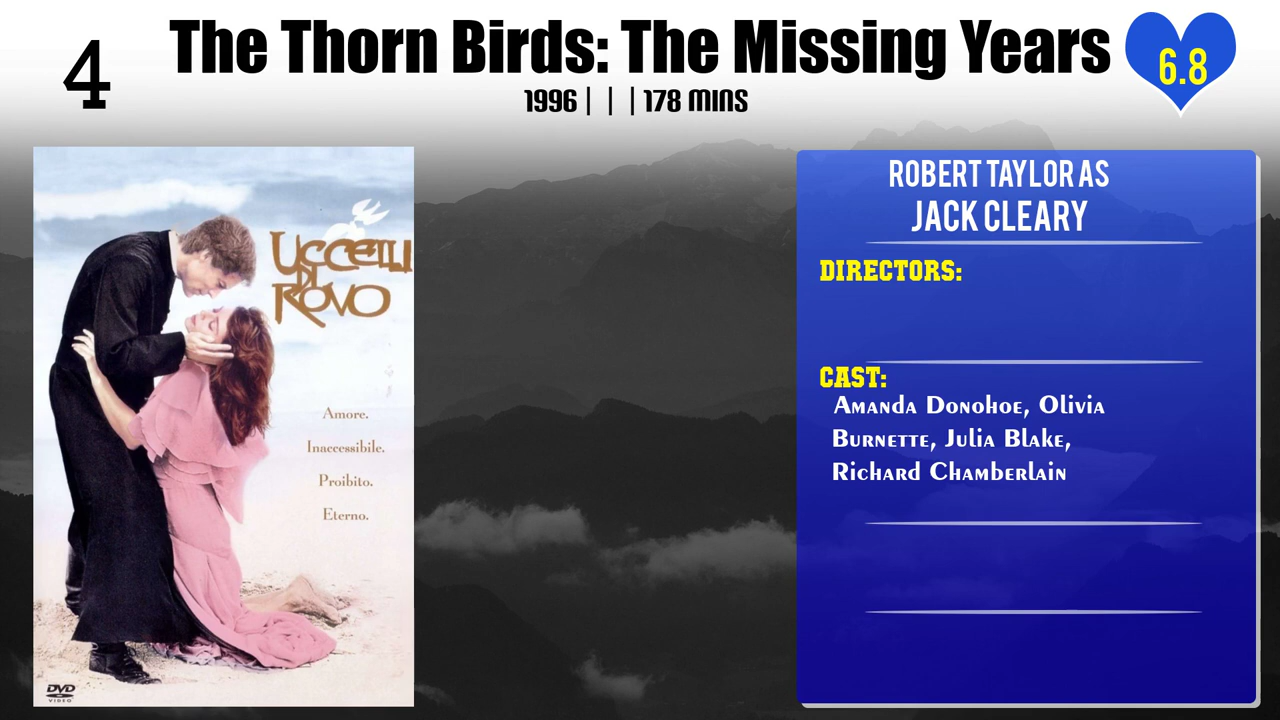 4
The Thorn Birds: The Missing Years
6.8
1996 | | | 178 MINS
UCCELLI
DI
ROVO
Amore.
Inaccessibile.
Proibito.
Eterno.
DVD
VIDEO
ROBERT TAYLOR AS
JACK CLEARY
DIRECTORS:
CAST:
Amanda Donohoe, Olivia
Burnette, Julia Blake,
Richard Chamberlain